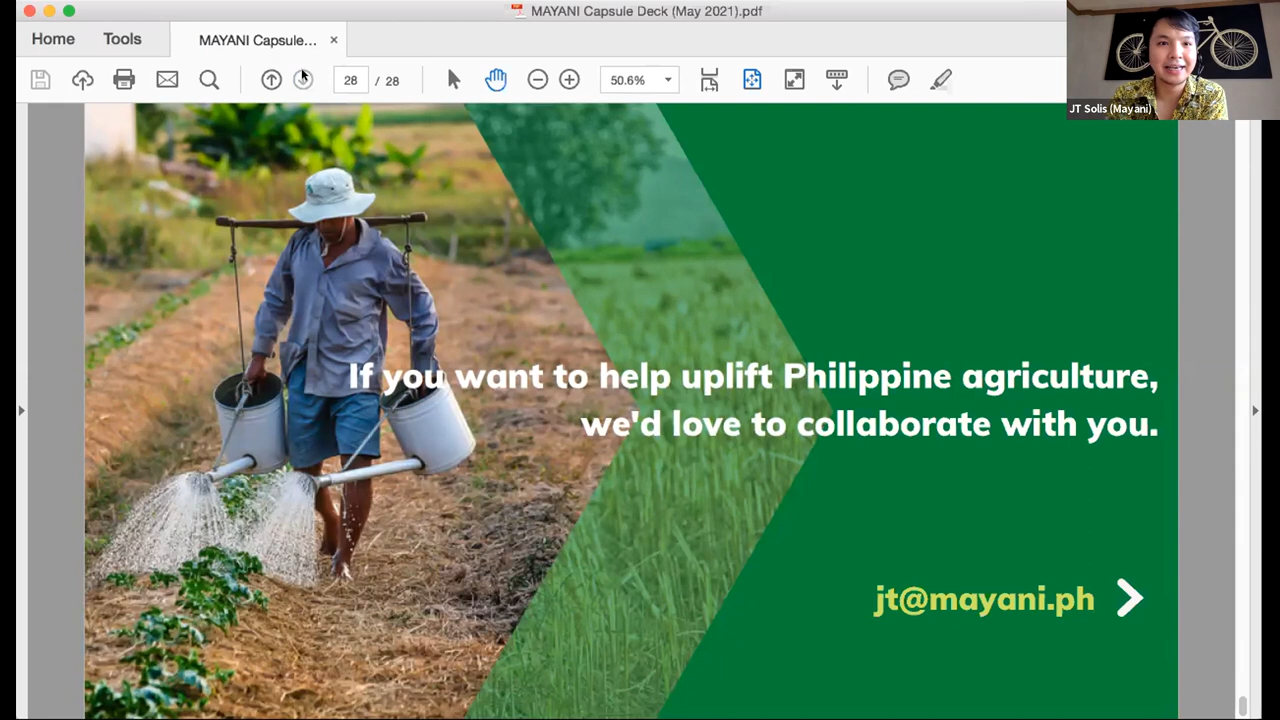 MAYANI Capsule Deck (May 2021).pdf
Home
Tools
MAYANI Capsule...
28 / 28
50.6%
JT Solis (Mayani)
If you want to help uplift Philippine agriculture,
we'd love to collaborate with you.
jt@mayani.ph